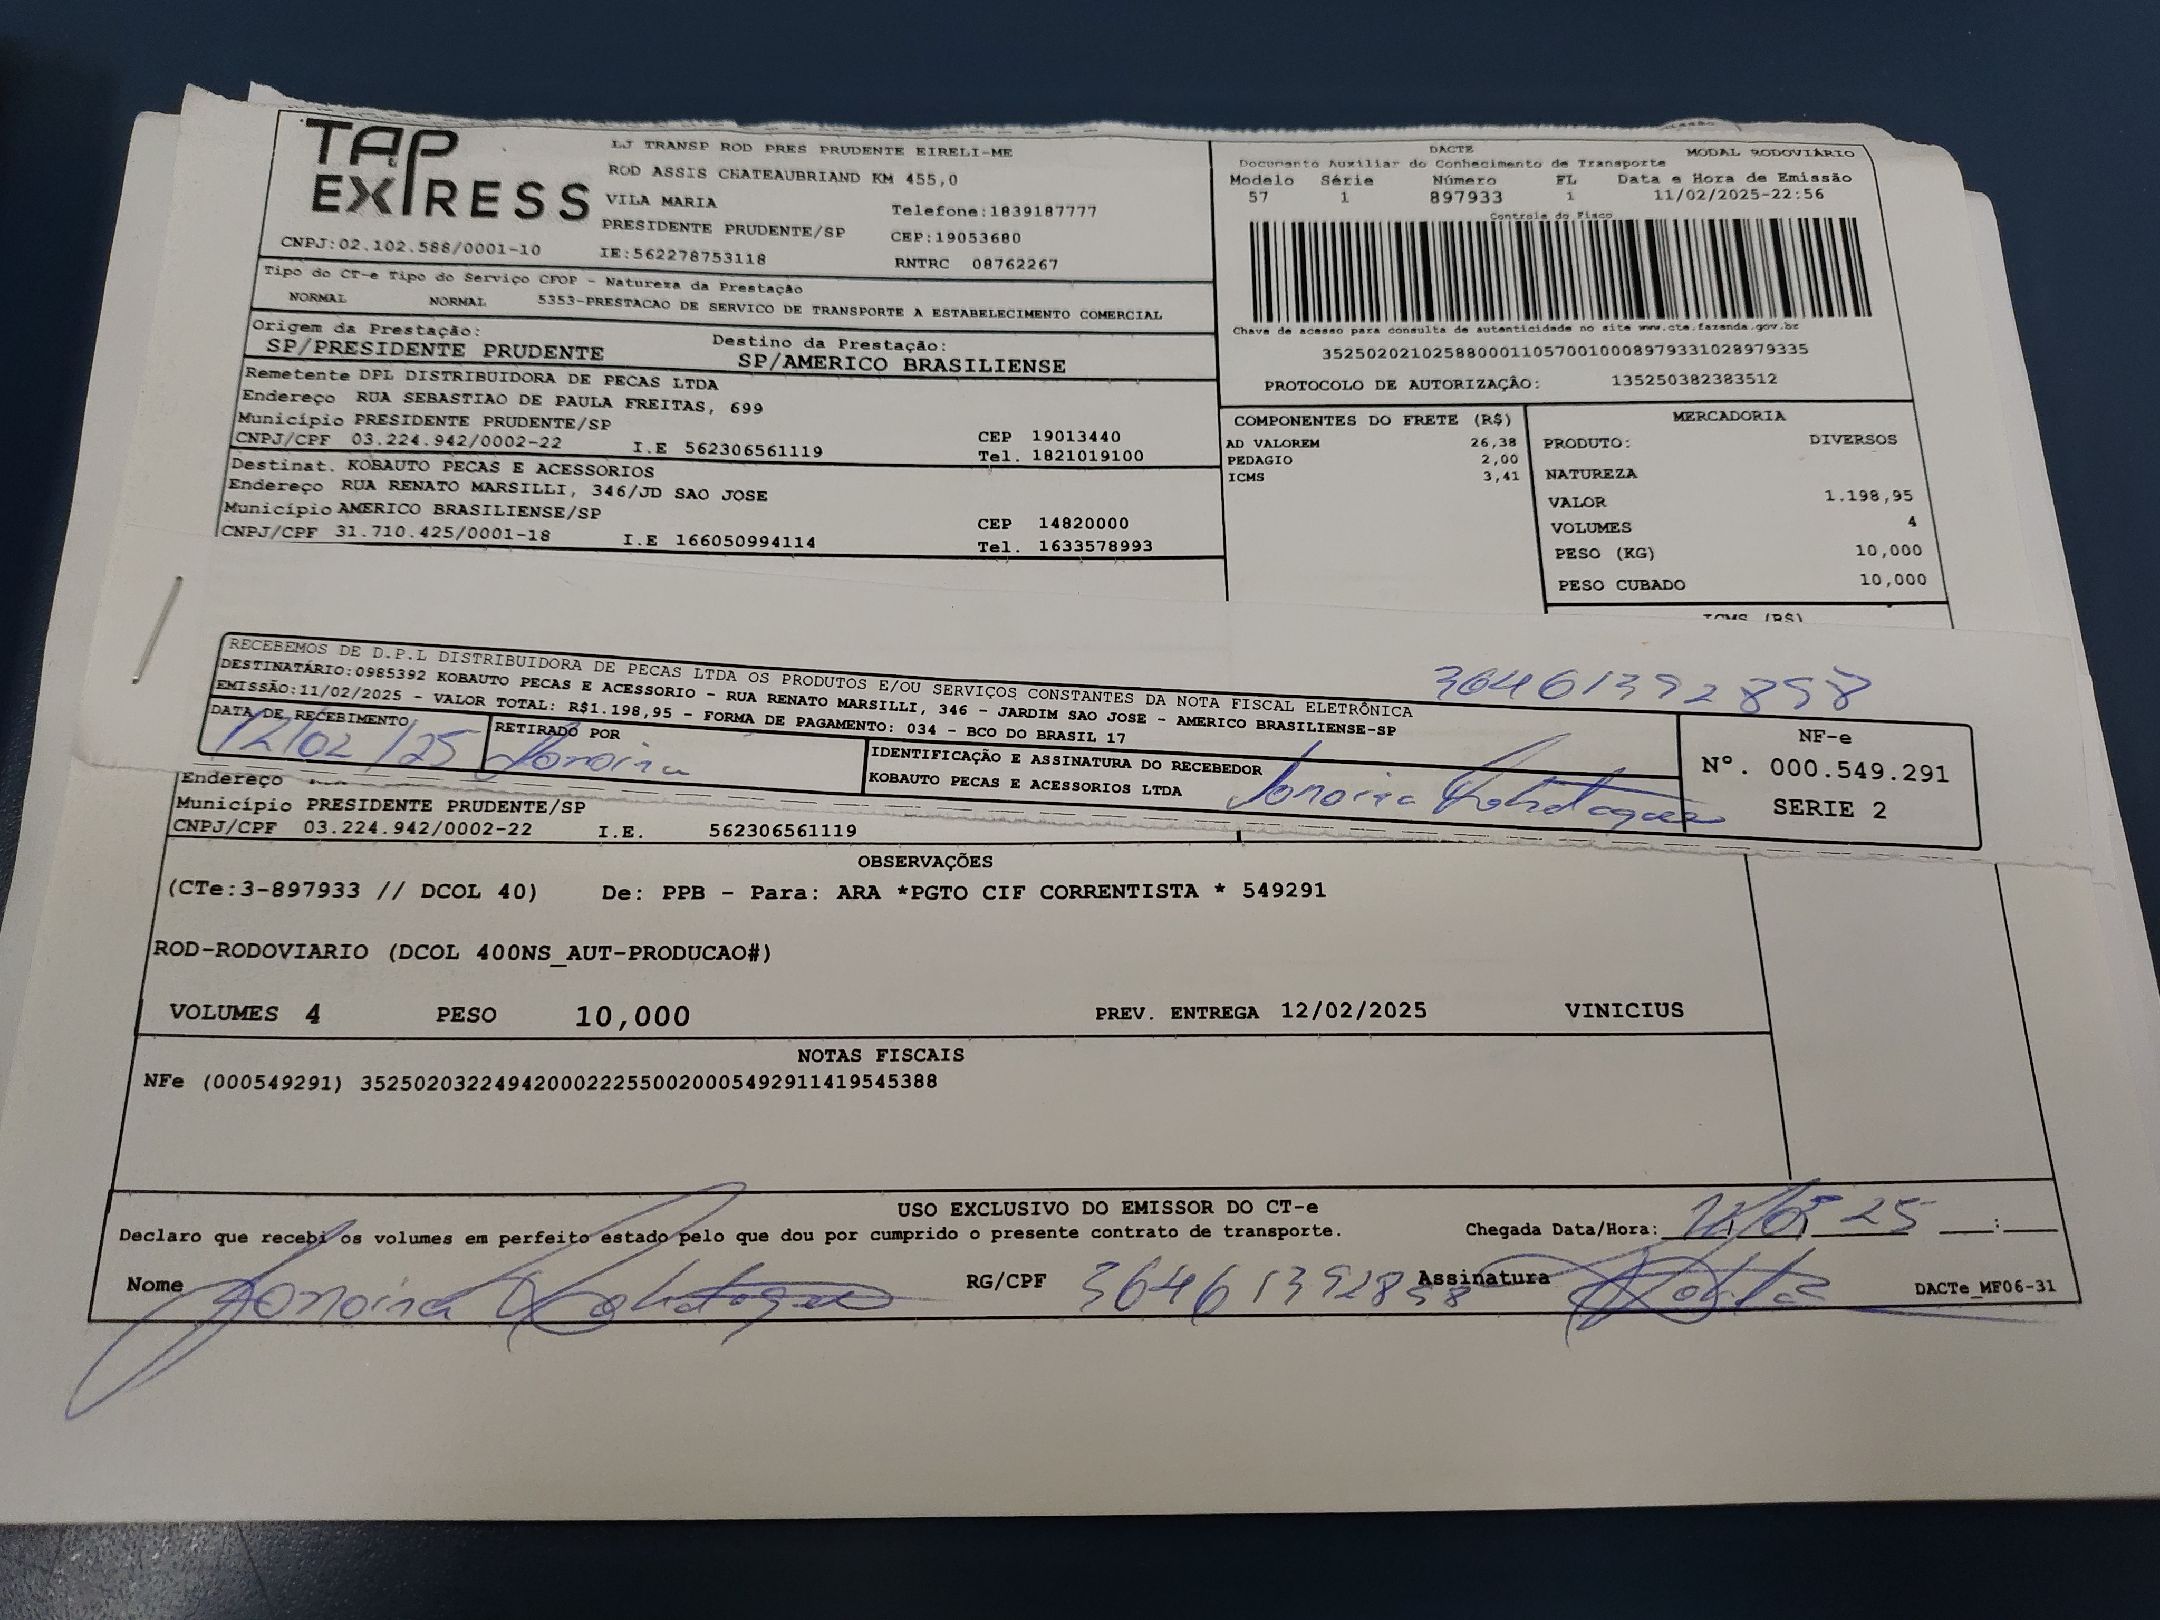 TAP EXPRESS
LJ TRANSP ROD PRES PRUDENTE EIRELI-ME
ROD ASSIS CHATEAUBRIAND KM 455,0
VILA MARIA Telefone:1839187777
PRESIDENTE PRUDENTE/SP CEP:19053680
CNPJ:02.102.588/0001-10 IE:562278753118 RNTRC 08762267
DACTE MODAL RODOVIÁRIO
Documento Auxiliar do Conhecimento de Transporte
Modelo Série Número FL Data e Hora de Emissão
57 1 897933 1 11/02/2025-22:56
Controle do Fisco
Chave de acesso para consulta de autenticidade no site www.cte.fazenda.gov.br
35250202102588000110570010008979331028979335
PROTOCOLO DE AUTORIZAÇÃO: 135250382383512
Tipo do CT-e Tipo do Serviço CFOP - Natureza da Prestação
NORMAL NORMAL 5353-PRESTACAO DE SERVICO DE TRANSPORTE A ESTABELECIMENTO COMERCIAL
Origem da Prestação: Destino da Prestação:
SP/PRESIDENTE PRUDENTE SP/AMERICO BRASILIENSE
Remetente DPL DISTRIBUIDORA DE PECAS LTDA
Endereço RUA SEBASTIAO DE PAULA FREITAS, 699
Município PRESIDENTE PRUDENTE/SP CEP 19013440
CNPJ/CPF 03.224.942/0002-22 I.E 562306561119 Tel. 1821019100
Destinat. KOBAUTO PECAS E ACESSORIOS
Endereço RUA RENATO MARSILLI, 346/JD SAO JOSE
Município AMERICO BRASILIENSE/SP CEP 14820000
CNPJ/CPF 31.710.425/0001-18 I.E 166050994114 Tel. 1633578993
COMPONENTES DO FRETE (R$)
AD VALOREM 26,38
PEDAGIO 2,00
ICMS 3,41
MERCADORIA
PRODUTO: DIVERSOS
NATUREZA
VALOR 1.198,95
VOLUMES 4
PESO (KG) 10,000
PESO CUBADO 10,000
ICMS (R$)
RECEBEMOS DE D.P.L DISTRIBUIDORA DE PECAS LTDA OS PRODUTOS E/OU SERVIÇOS CONSTANTES DA NOTA FISCAL ELETRÔNICA
DESTINATÁRIO:0985392 KOBAUTO PECAS E ACESSORIO - RUA RENATO MARSILLI, 346 - JARDIM SAO JOSE - AMERICO BRASILIENSE-SP
EMISSÃO:11/02/2025 - VALOR TOTAL: R$1.198,95 - FORMA DE PAGAMENTO: 034 - BCO DO BRASIL 17
DATA DE RECEBIMENTO
12/02/25
RETIRADO POR
IDENTIFICAÇÃO E ASSINATURA DO RECEBEDOR
KOBAUTO PECAS E ACESSORIOS LTDA
36461392858
NF-e
Nº. 000.549.291
SERIE 2
Endereço
Município PRESIDENTE PRUDENTE/SP
CNPJ/CPF 03.224.942/0002-22 I.E. 562306561119
OBSERVAÇÕES
(CTe:3-897933 // DCOL 40) De: PPB - Para: ARA *PGTO CIF CORRENTISTA * 549291
ROD-RODOVIARIO (DCOL 400NS_AUT-PRODUCAO#)
VOLUMES 4 PESO 10,000 PREV. ENTREGA 12/02/2025 VINICIUS
NOTAS FISCAIS
NFe (000549291) 35250203224942000222550020005492911419545388
USO EXCLUSIVO DO EMISSOR DO CT-e
Declaro que recebi os volumes em perfeito estado pelo que dou por cumprido o presente contrato de transporte. Chegada Data/Hora: ___:___
Nome RG/CPF 36461392858 Assinatura DACTe_MF06-31